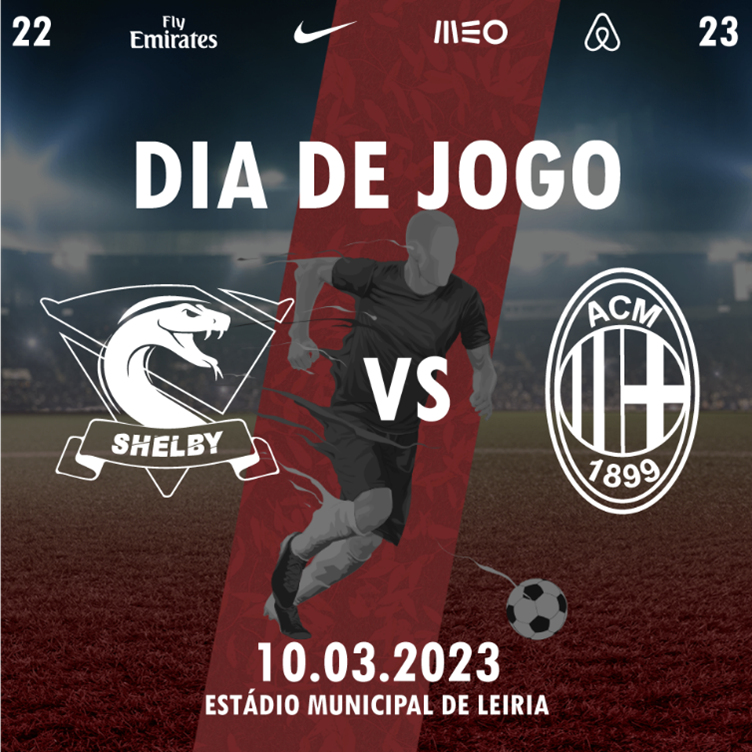 22
Fly
Emirates
MEO
23
DIA DE JOGO
SHELBY
VS
ACM
1899
10.03.2023
ESTÁDIO MUNICIPAL DE LEIRIA